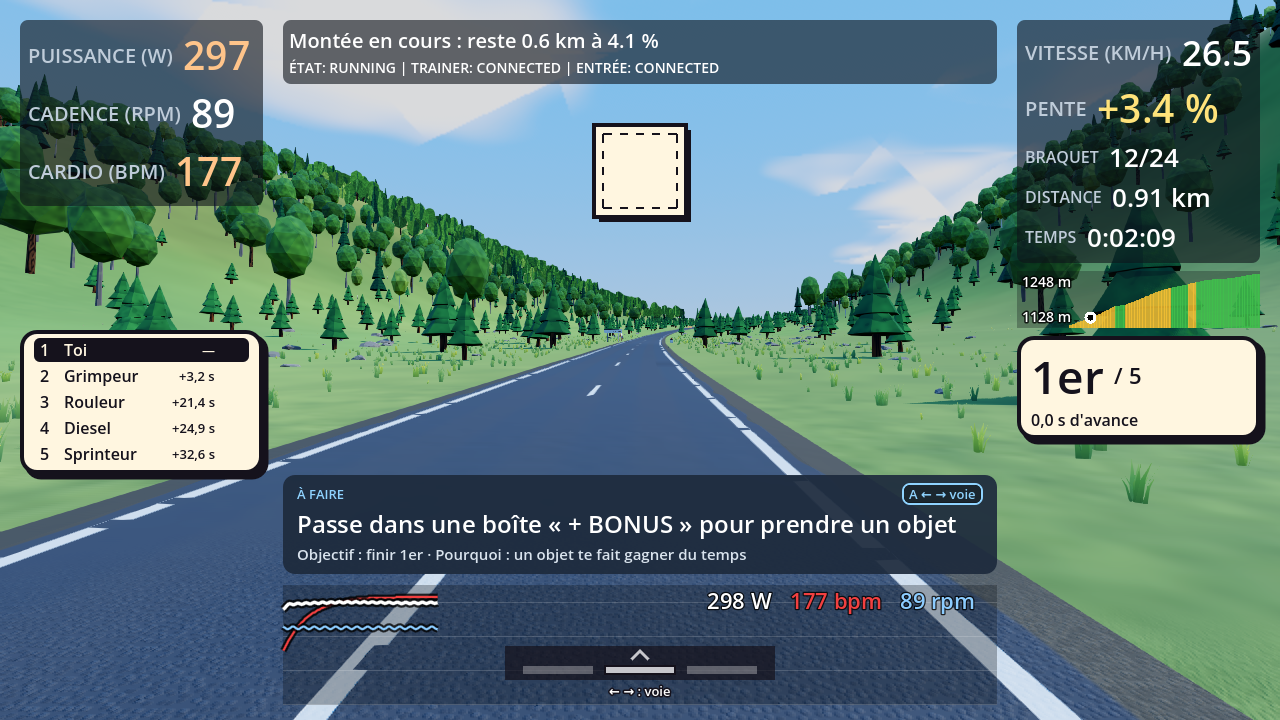 PUISSANCE (W) 297
CADENCE (RPM) 89
CARDIO (BPM) 177
Montée en cours : reste 0.6 km à 4.1 %
ÉTAT: RUNNING | TRAINER: CONNECTED | ENTRÉE: CONNECTED
VITESSE (KM/H) 26.5
PENTE +3.4 %
BRAQUET 12/24
DISTANCE 0.91 km
TEMPS 0:02:09
1248 m
1128 m
1 Toi —
2 Grimpeur +3,2 s
3 Rouleur +21,4 s
4 Diesel +24,9 s
5 Sprinteur +32,6 s
1er / 5
0,0 s d'avance
À FAIRE
A ← → voie
Passe dans une boîte « + BONUS » pour prendre un objet
Objectif : finir 1er · Pourquoi : un objet te fait gagner du temps
298 W 177 bpm 89 rpm
← → : voie